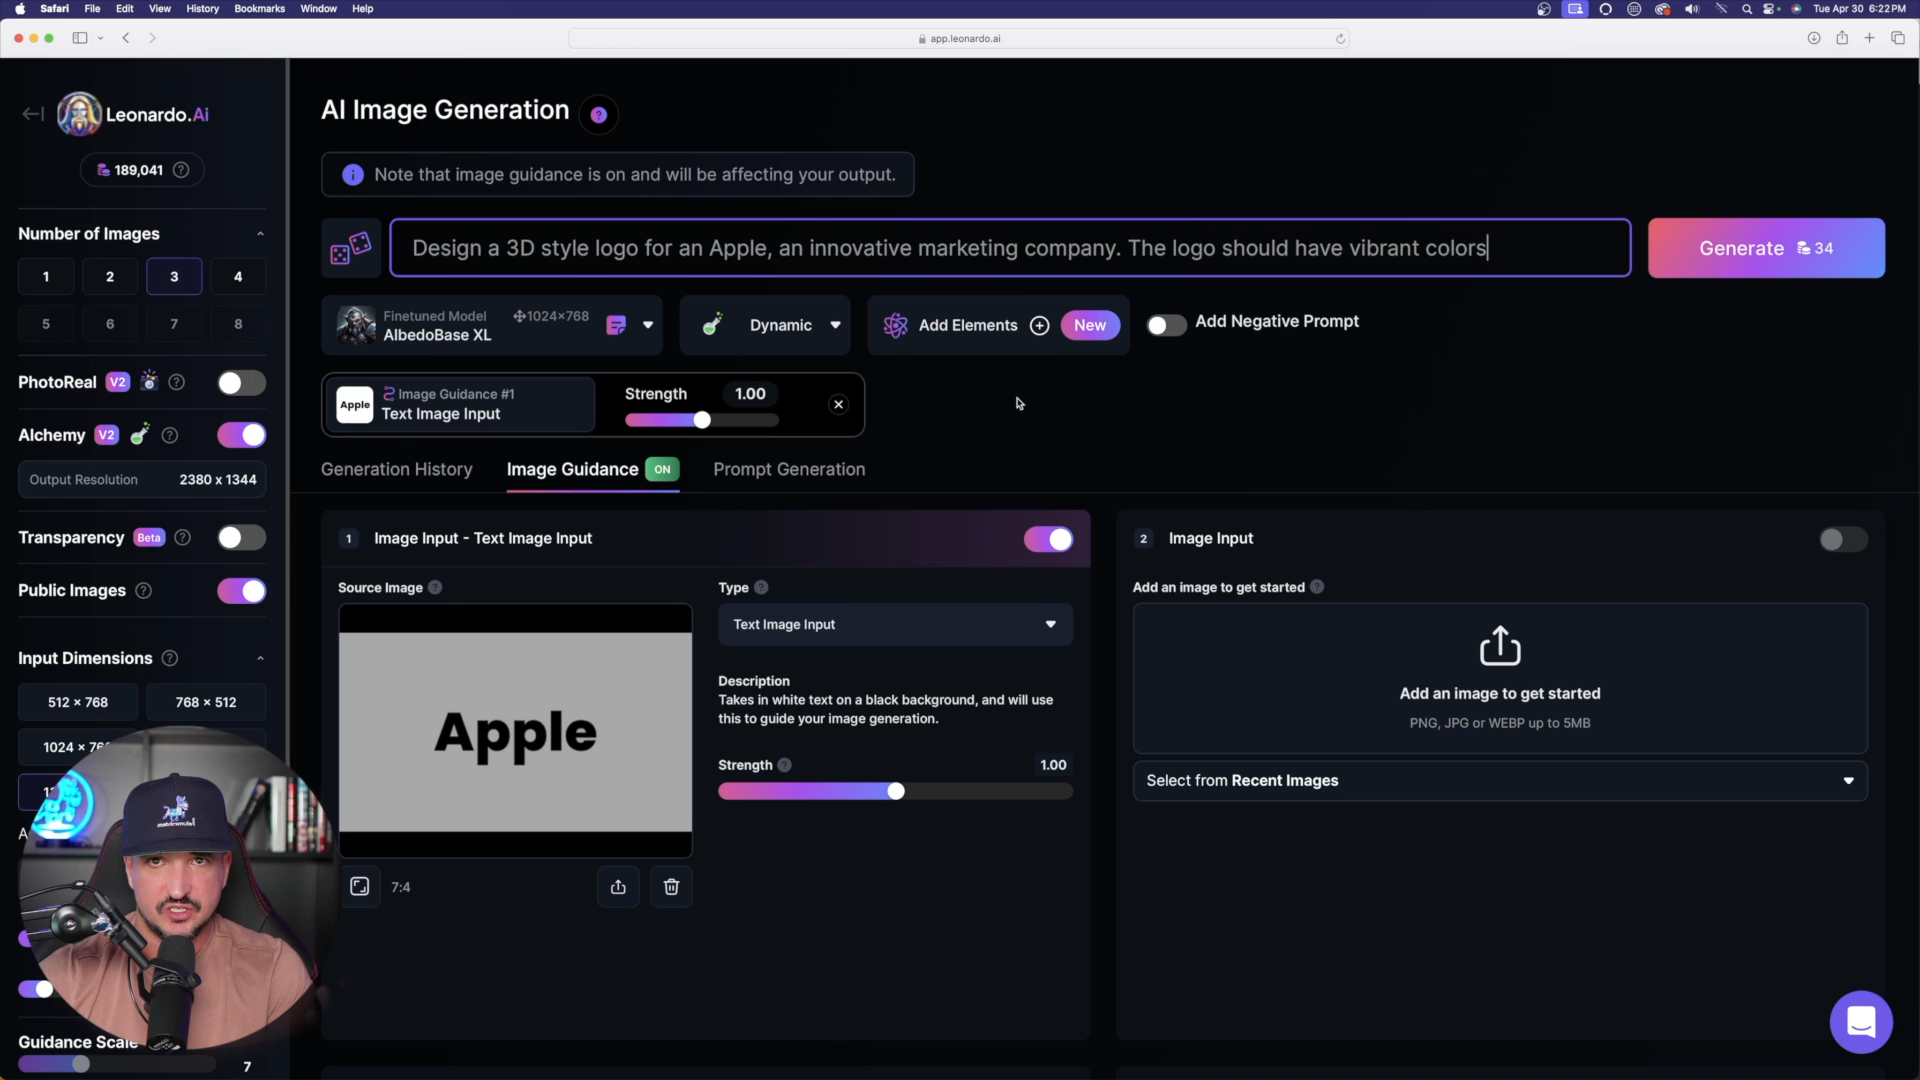 Safari File Edit View History Bookmarks Window Help
Tue Apr 30 6:22 PM
app.leonardo.ai
Leonardo.Ai
189,041
Number of Images
1 2 3 4
5 6 7 8
PhotoReal V2
Alchemy V2
Output Resolution 2380 x 1344
Transparency Beta
Public Images
Input Dimensions
512 × 768 768 × 512
1024 × 76
Guidance Scale
7
AI Image Generation
Note that image guidance is on and will be affecting your output.
Design a 3D style logo for an Apple, an innovative marketing company. The logo should have vibrant colors
Generate 34
Finetuned Model 1024×768
AlbedoBase XL
Dynamic
Add Elements New
Add Negative Prompt
Apple
Image Guidance #1
Text Image Input
Strength 1.00
Generation History Image Guidance ON Prompt Generation
1 Image Input - Text Image Input
Source Image
Apple
7:4
Type
Text Image Input
Description
Takes in white text on a black background, and will use
this to guide your image generation.
Strength 1.00
2 Image Input
Add an image to get started
Add an image to get started
PNG, JPG or WEBP up to 5MB
Select from Recent Images